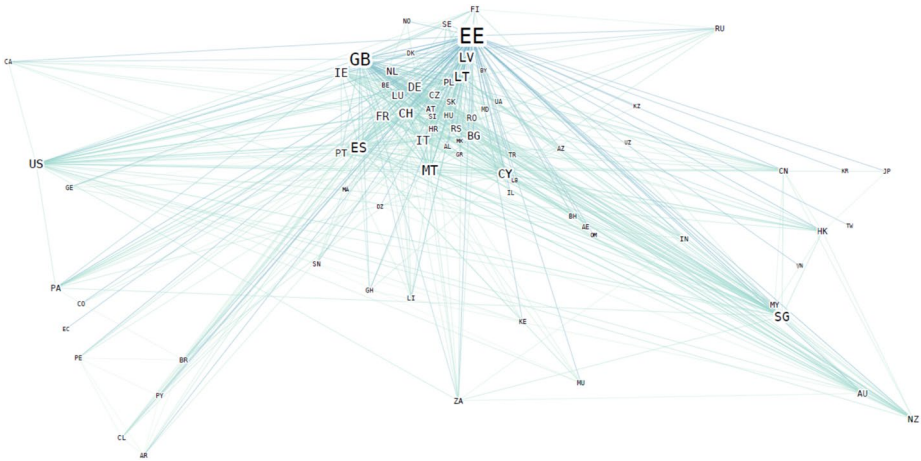 FI
NO
SE
RU
EE
DK
GB
LV
CA
IE
NL
BY
LT
PL
BE
DE
LU
CZ
UA
SK
KZ
AT
MD
FR
CH
SI
HU
RO
HR
RS
BG
IT
MK
UZ
ES
AL
AZ
PT
GR
TR
US
MT
CY
CN
KR
JP
LB
GE
MA
IL
DZ
BH
TW
AE
HK
OM
IN
SN
VN
PA
GH
LI
CO
MY
SG
KE
EC
PE
BR
MU
AU
PY
ZA
NZ
CL
AR